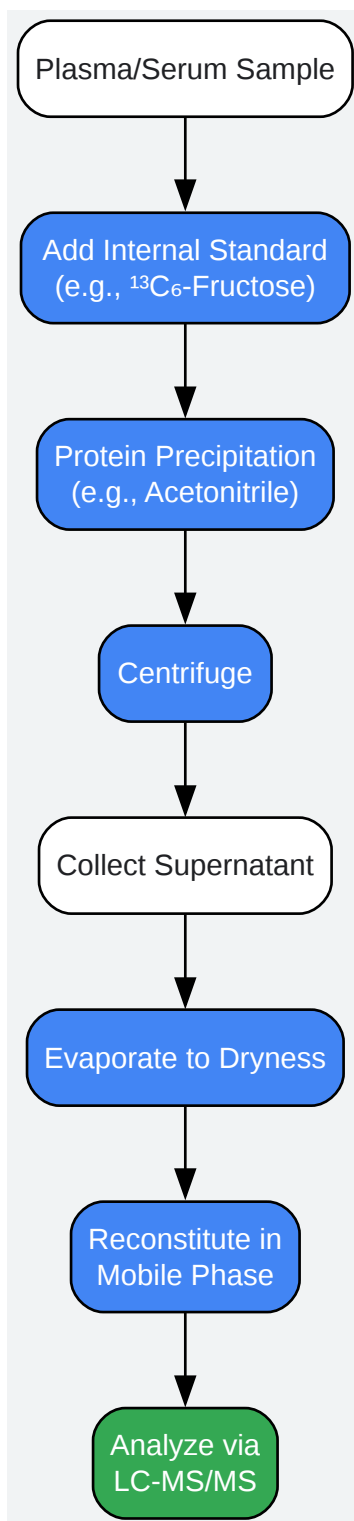 Plasma/Serum Sample
Add Internal Standard
(e.g., ¹³C₆-Fructose)
Protein Precipitation
(e.g., Acetonitrile)
Centrifuge
Collect Supernatant
Evaporate to Dryness
Reconstitute in
Mobile Phase
Analyze via
LC-MS/MS